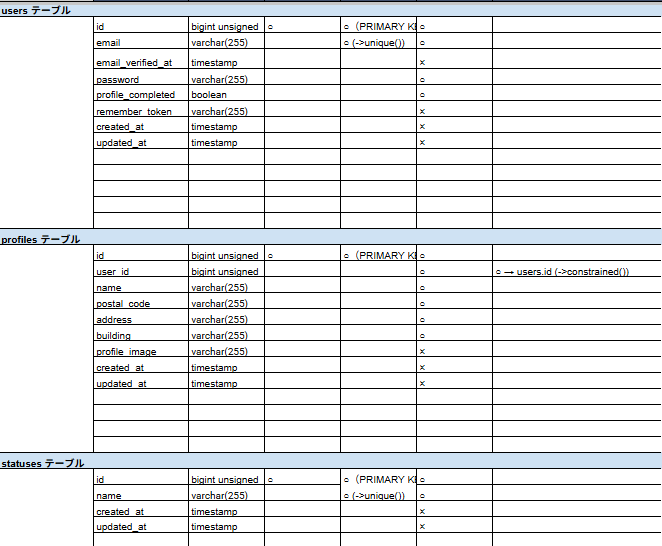 users テーブル
id bigint unsigned ○ ○（PRIMARY KE ○
email varchar(255) ○ (->unique()) ○
email_verified_at timestamp ×
password varchar(255) ○
profile_completed boolean ○
remember_token varchar(255) ×
created_at timestamp ×
updated_at timestamp ×
profiles テーブル
id bigint unsigned ○ ○（PRIMARY KE ○
user_id bigint unsigned ○ ○ → users.id (->constrained())
name varchar(255) ○
postal_code varchar(255) ○
address varchar(255) ○
building varchar(255) ○
profile_image varchar(255) ×
created_at timestamp ×
updated_at timestamp ×
statuses テーブル
id bigint unsigned ○ ○（PRIMARY KE ○
name varchar(255) ○ (->unique()) ○
created_at timestamp ×
updated_at timestamp ×